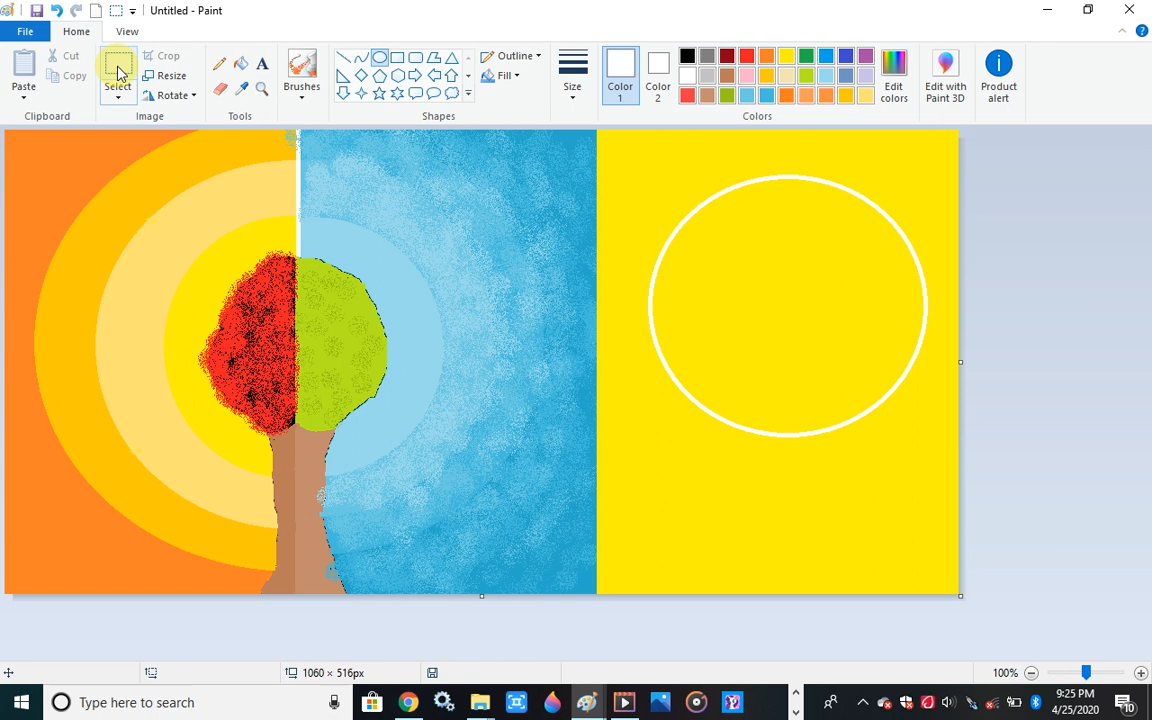 Untitled - Paint
File Home View
Paste
Cut
Copy
Clipboard
Select
Crop
Resize
Rotate
Image
A
Tools
Brushes
Outline
Fill
Shapes
Size
Color 1
Color 2
Edit colors
Colors
Edit with Paint 3D
Product alert
1060 × 516px
100%
Type here to search
9:25 PM
4/25/2020
10